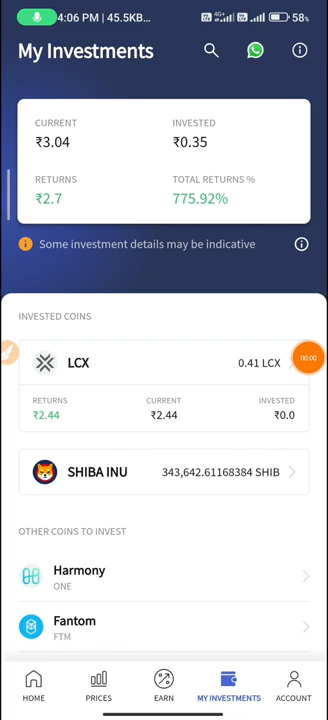 4:06 PM | 45.5KB... 58%
My Investments
CURRENT INVESTED
₹3.04 ₹0.35
RETURNS TOTAL RETURNS %
₹2.7 775.92%
Some investment details may be indicative
INVESTED COINS
LCX 0.41 LCX
00:00
RETURNS CURRENT INVESTED
₹2.44 ₹2.44 ₹0.0
SHIBA INU 343,642.61168384 SHIB
OTHER COINS TO INVEST
Harmony
ONE
Fantom
FTM
HOME PRICES EARN MY INVESTMENTS ACCOUNT